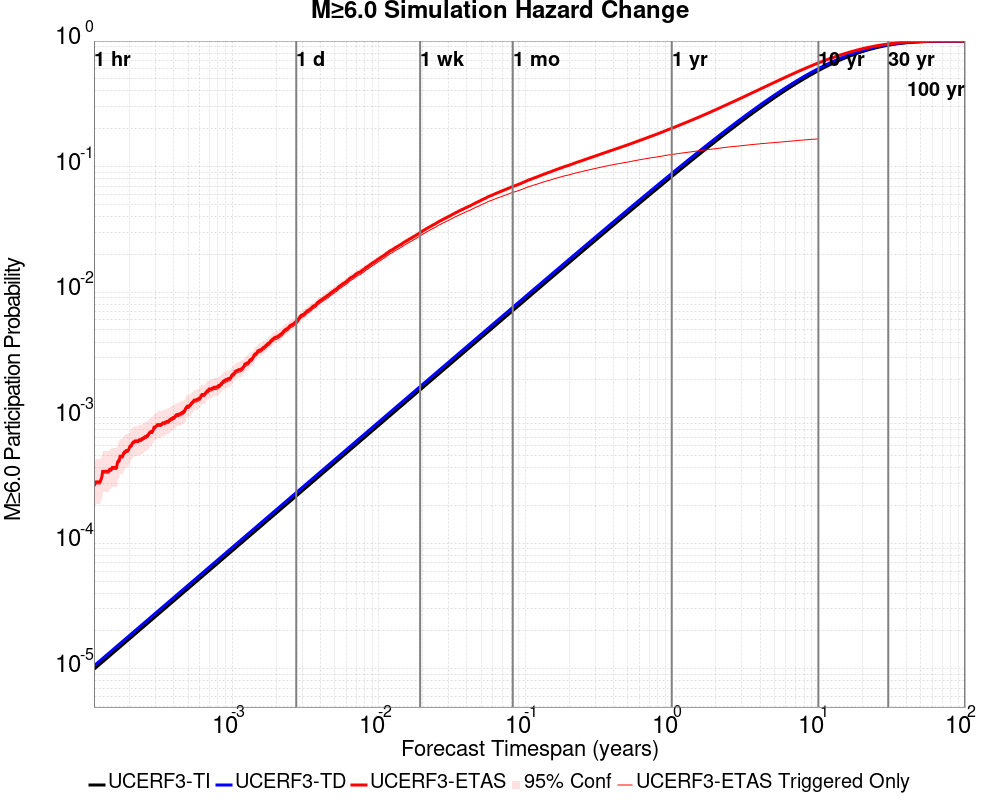 M≥6.0 Simulation Hazard Change
10^0
1 hr 1 d 1 wk 1 mo 1 yr 10 yr 30 yr
100 yr
10^-1
10^-2
10^-3
10^-4
10^-5
M≥6.0 Participation Probability
10^-3 10^-2 10^-1 10^0 10^1 10^2
Forecast Timespan (years)
UCERF3-TI UCERF3-TD UCERF3-ETAS 95% Conf UCERF3-ETAS Triggered Only